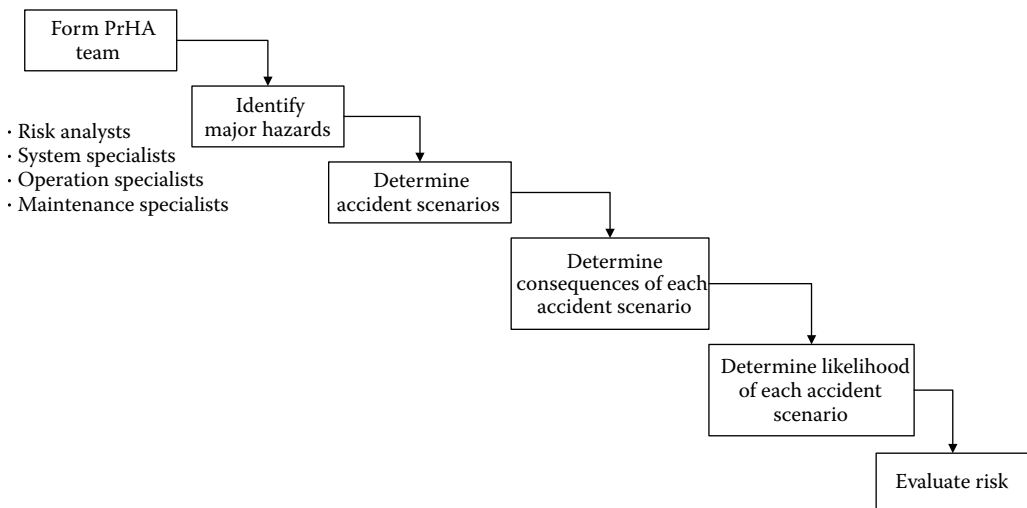 Form PrHA
team
Identify
major hazards
· Risk analysts
· System specialists
· Operation specialists
· Maintenance specialists
Determine
accident scenarios
Determine
consequences of each
accident scenario
Determine likelihood
of each accident
scenario
Evaluate risk